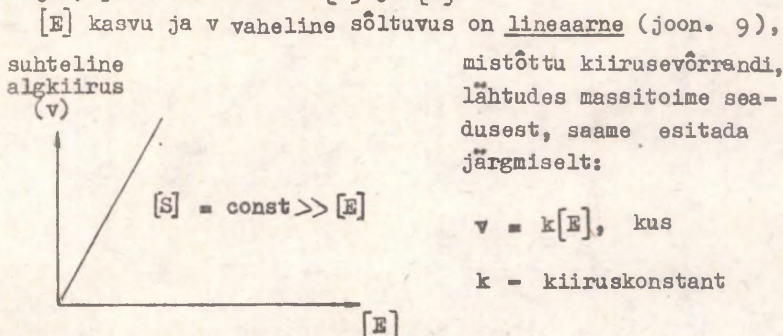 [E] kasvu ja v vaheline sõltuvus on lineaarne (joon. 9),
mistõttu kiirusevõrrandi,
lähtudes massitoime sea-
dusest, saame esitada
järgmiselt:
v = k[E], kus
k - kiiruskonstant
suhteline
algkiirus
(v)
[S] = const >> [E]
[E]